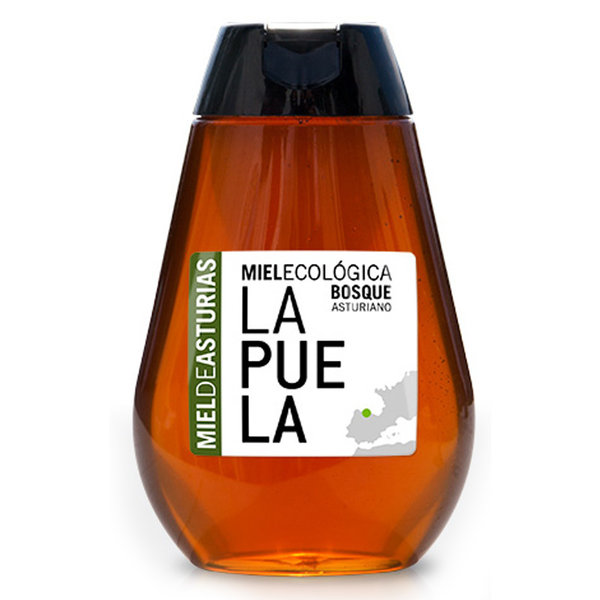 MIELDEASTURIAS
MIELECOLÓGICA
BOSQUE
ASTURIANO
LA
PUE
LA